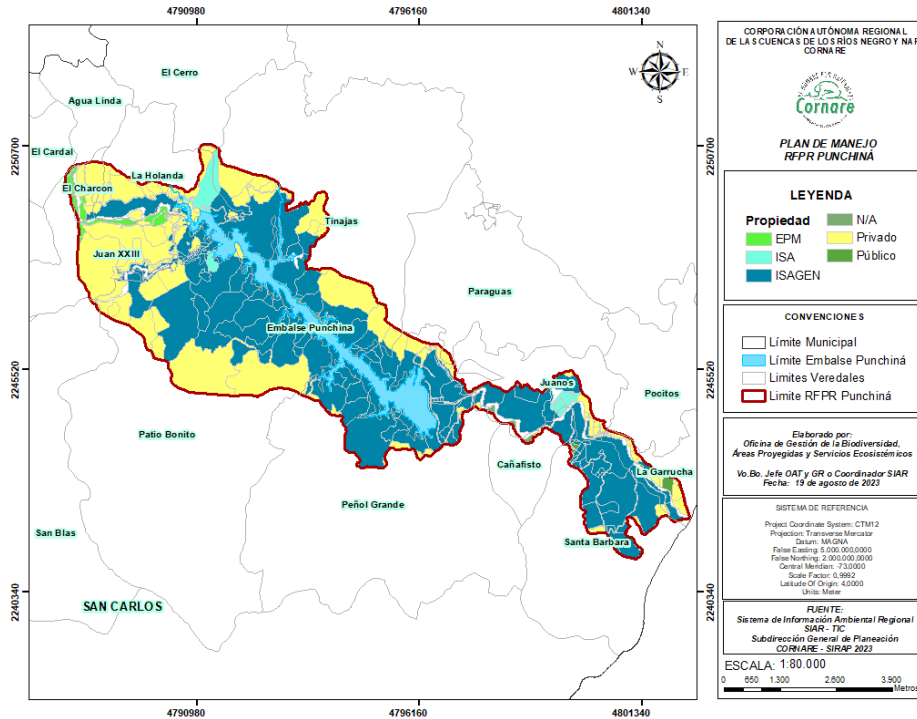 4790980
4796160
4801340
CORPORACIÓN AUTÓNOMA REGIONAL
DE LAS CUENCAS DE LOS RÍOS NEGRO Y NAR
CORNARE
Cornare
PLAN DE MANEJO
RFPR PUNCHINÁ
LEYENDA
Propiedad
EPM
ISA
ISAGEN
N/A
Privado
Público
CONVENCIONES
Límite Municipal
Límite Embalse Punchiná
Limites Veredales
Limite RFPR Punchiná
Elaborado por:
Oficina de Gestión de la Biodiversidad,
Áreas Proyegidas y Servicios Ecosistémicos
Vo.Bo. Jefe OAT y GR o Coordinador SIAR
Fecha: 19 de agosto de 2023
SISTEMA DE REFERENCIA
Project Coordinate System: CTM12
Projection: Transverse Mercator
Datum: MAGNA
False Easting: 5.000.000,0000
False Northing: 2.000.000,0000
Central Meridian: -73,0000
Scale Factor: 0,9992
Latitude Of Origin: 4,0000
Units: Meter
FUENTE:
Sistema de Información Ambiental Regional
SIAR - TIC
Subdirección General de Planeación
CORNARE - SIRAP 2023
ESCALA: 1:80.000
0 650 1.300 2.600 3.900
Metros
N
W E
S
El Cerro
Agua Linda
El Cardal
La Holanda
El Charcon
Tinajas
Juan XXIII
Paraguas
Embalse Punchina
Juanes
Pocitos
Patio Bonito
Cañafisto
La Garrucha
Peñol Grande
San Blas
Santa Barbara
SAN CARLOS
2250700
2245520
2240340
2250700
2245520
2240340
4790980
4796160
4801340